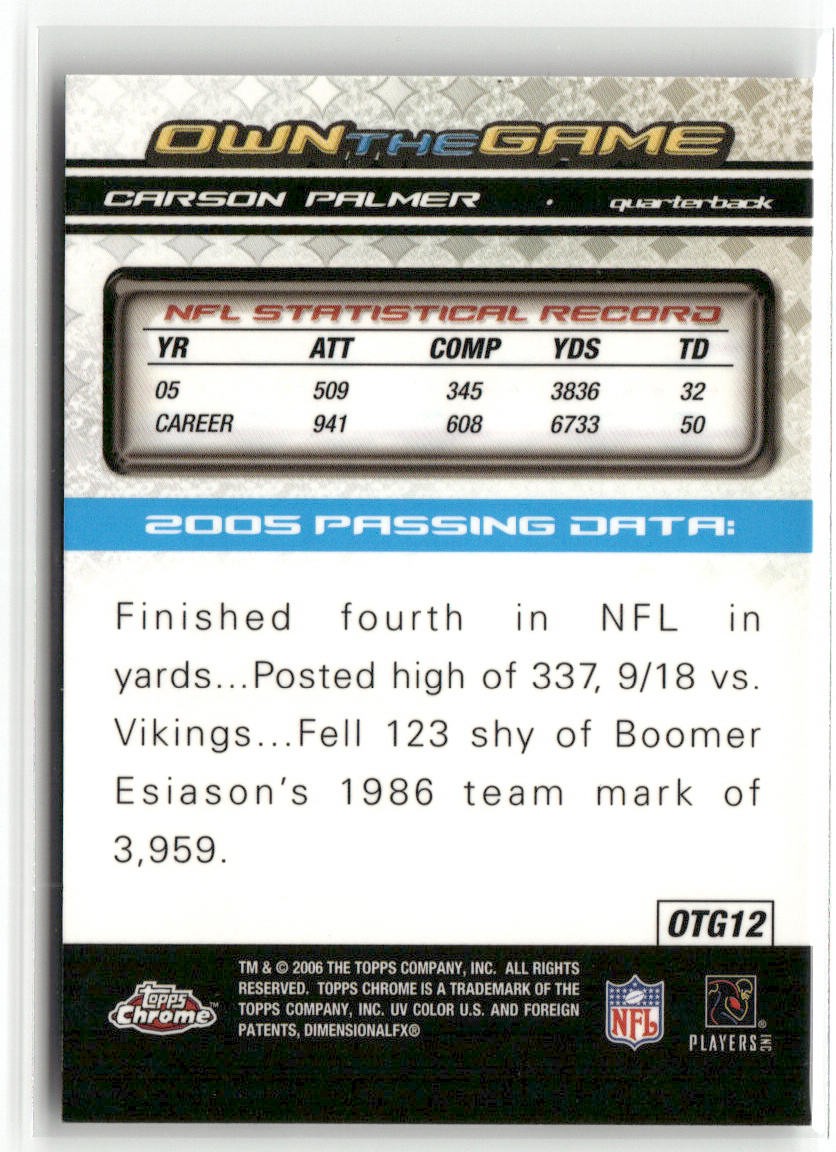 OWN THE GAME
CARSON PALMER • quarterback
NFL STATISTICAL RECORD
YR ATT COMP YDS TD
05 509 345 3836 32
CAREER 941 608 6733 50
2005 PASSING DATA:
Finished fourth in NFL in
yards...Posted high of 337, 9/18 vs.
Vikings...Fell 123 shy of Boomer
Esiason's 1986 team mark of
3,959.
OTG12
TM & © 2006 THE TOPPS COMPANY, INC. ALL RIGHTS
RESERVED. TOPPS CHROME IS A TRADEMARK OF THE
TOPPS COMPANY, INC. UV COLOR U.S. AND FOREIGN
PATENTS, DIMENSIONALFX®
Topps
Chrome™
NFL
®
PLAYERS INC